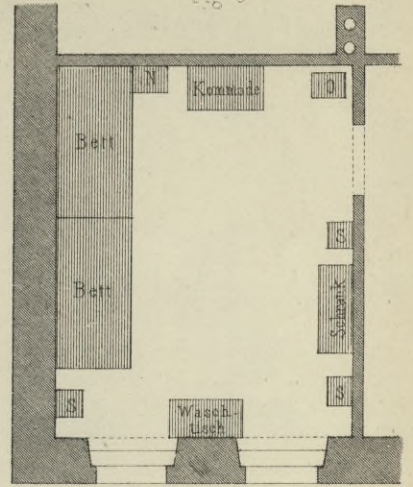 N
Kommode
O
Bett
S
Bett
Schrank
S
Wasch-
tisch
S